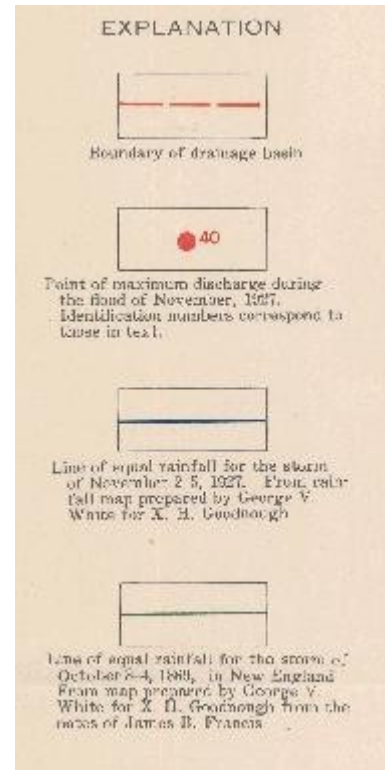 EXPLANATION
Boundary of drainage basin
40
Point of maximum discharge during
the flood of November, 1927.
Identification numbers correspond to
those in text.
Line of equal rainfall for the storm
of November 2-5, 1927. From rain-
fall map prepared by George V.
White for X. H. Goodnough
Line of equal rainfall for the storm of
October 3-4, 1869, in New England
From map prepared by George V.
White for X. H. Goodnough from the
notes of James B. Francis